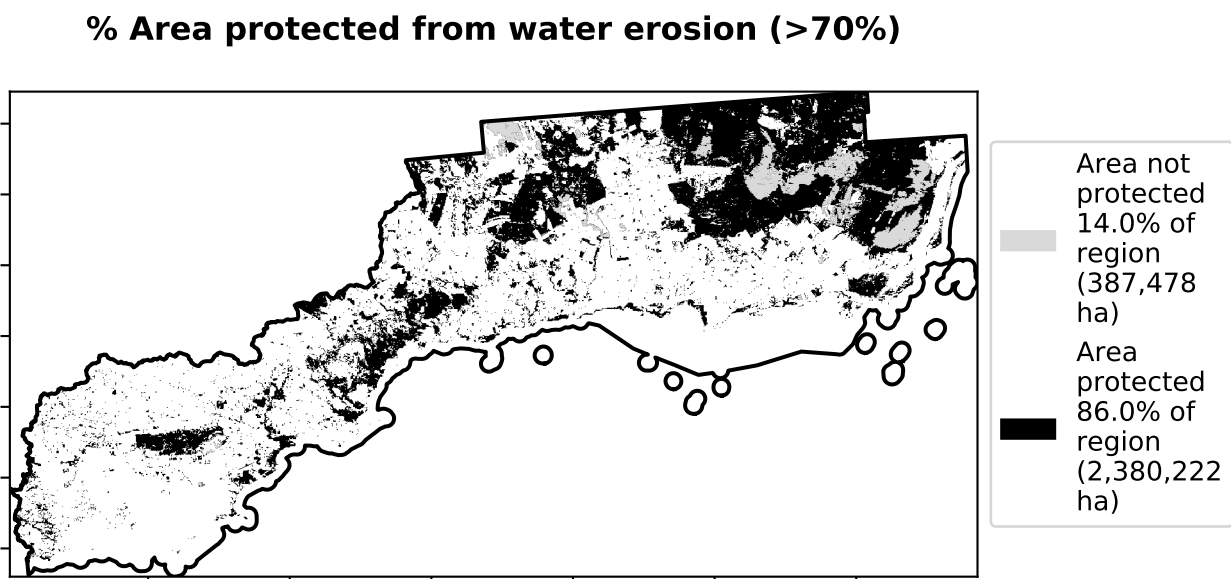 % Area protected from water erosion (>70%)
Area not
protected
14.0% of
region
(387,478
ha)
Area
protected
86.0% of
region
(2,380,222
ha)